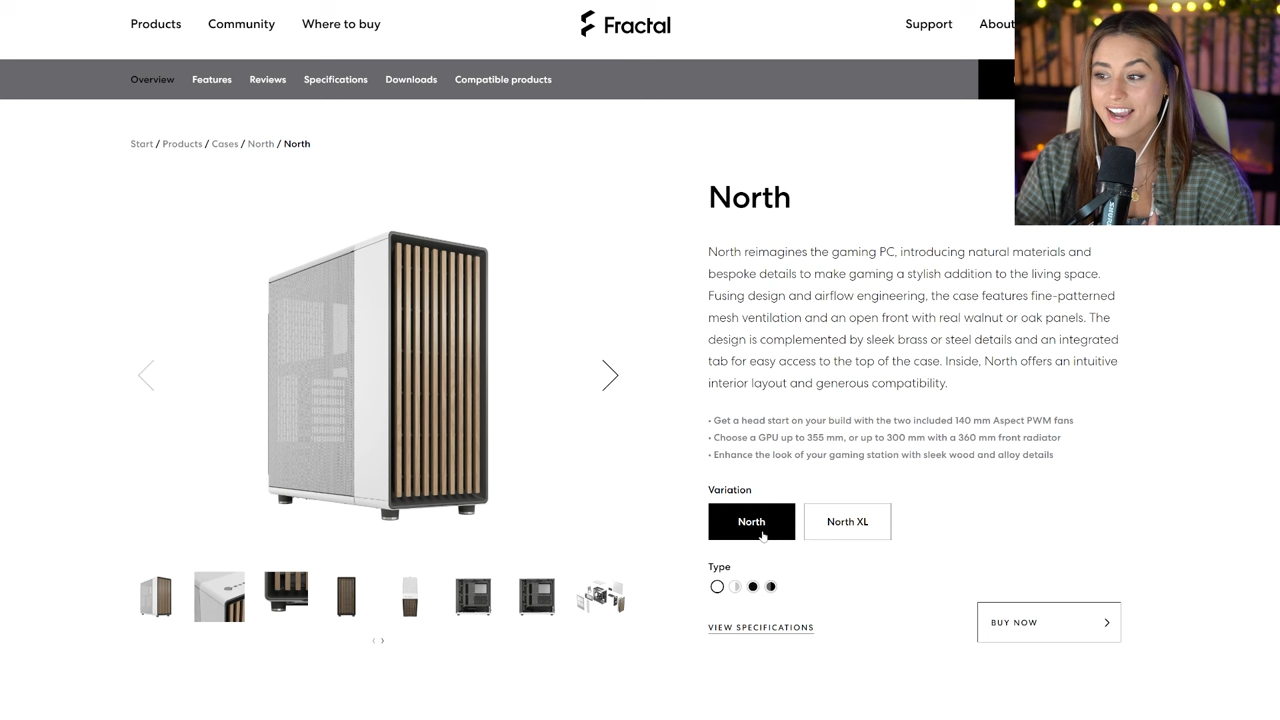 Products
Community
Where to buy
Fractal
Support
About
Overview
Features
Reviews
Specifications
Downloads
Compatible products
Start / Products / Cases / North / North
North
North reimagines the gaming PC, introducing natural materials and
bespoke details to make gaming a stylish addition to the living space.
Fusing design and airflow engineering, the case features fine-patterned
mesh ventilation and an open front with real walnut or oak panels. The
design is complemented by sleek brass or steel details and an integrated
tab for easy access to the top of the case. Inside, North offers an intuitive
interior layout and generous compatibility.
• Get a head start on your build with the two included 140 mm Aspect PWM fans
• Choose a GPU up to 355 mm, or up to 300 mm with a 360 mm front radiator
• Enhance the look of your gaming station with sleek wood and alloy details
Variation
North
North XL
Type
VIEW SPECIFICATIONS
BUY NOW
SHURE